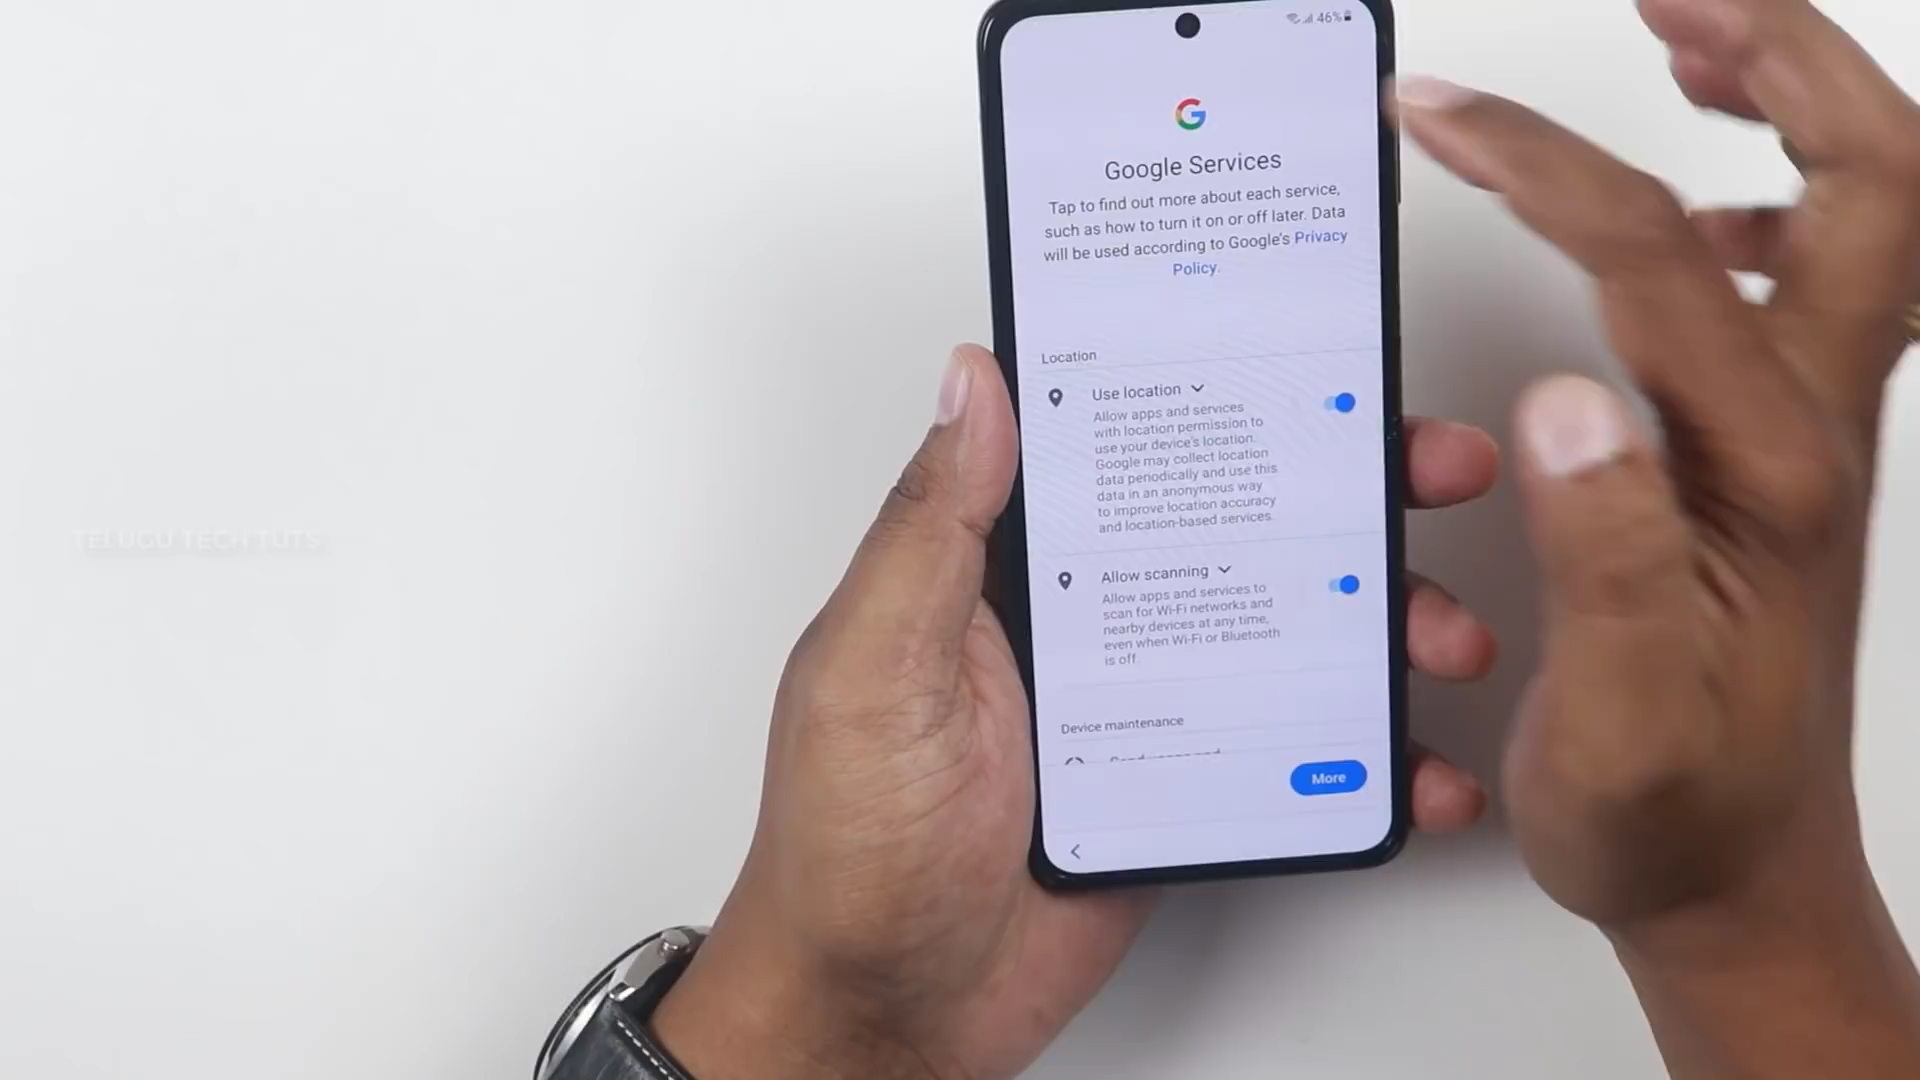 46%
G
Google Services
Tap to find out more about each service,
such as how to turn it on or off later. Data
will be used according to Google's Privacy
Policy.
Location
Use location
Allow apps and services
with location permission to
use your device's location.
Google may collect location
data periodically and use this
data in an anonymous way
to improve location accuracy
and location-based services.
Allow scanning
Allow apps and services to
scan for Wi-Fi networks and
nearby devices at any time,
even when Wi-Fi or Bluetooth
is off.
Device maintenance
More
TELUGU TECH TUTS